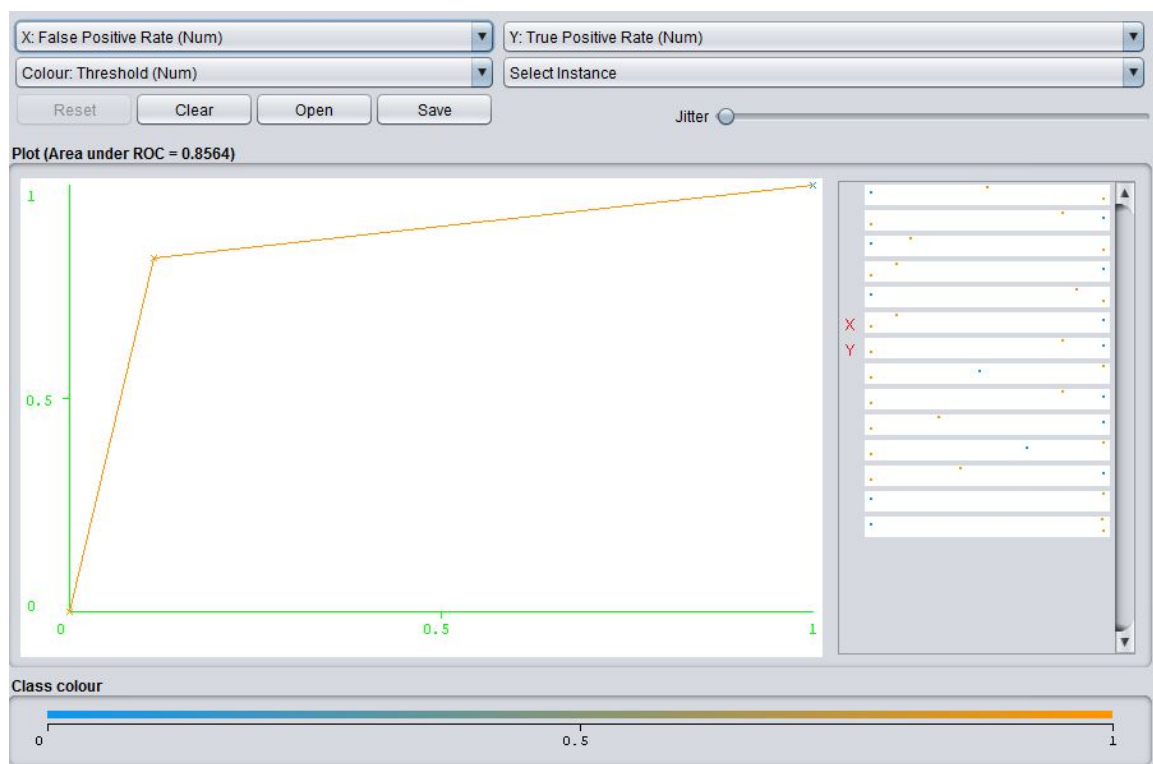 X: False Positive Rate (Num) Y: True Positive Rate (Num)
Colour: Threshold (Num) Select Instance
Reset Clear Open Save Jitter
Plot (Area under ROC = 0.8564)
1
0.5
0
0 0.5 1
X
Y
Class colour
0 0.5 1